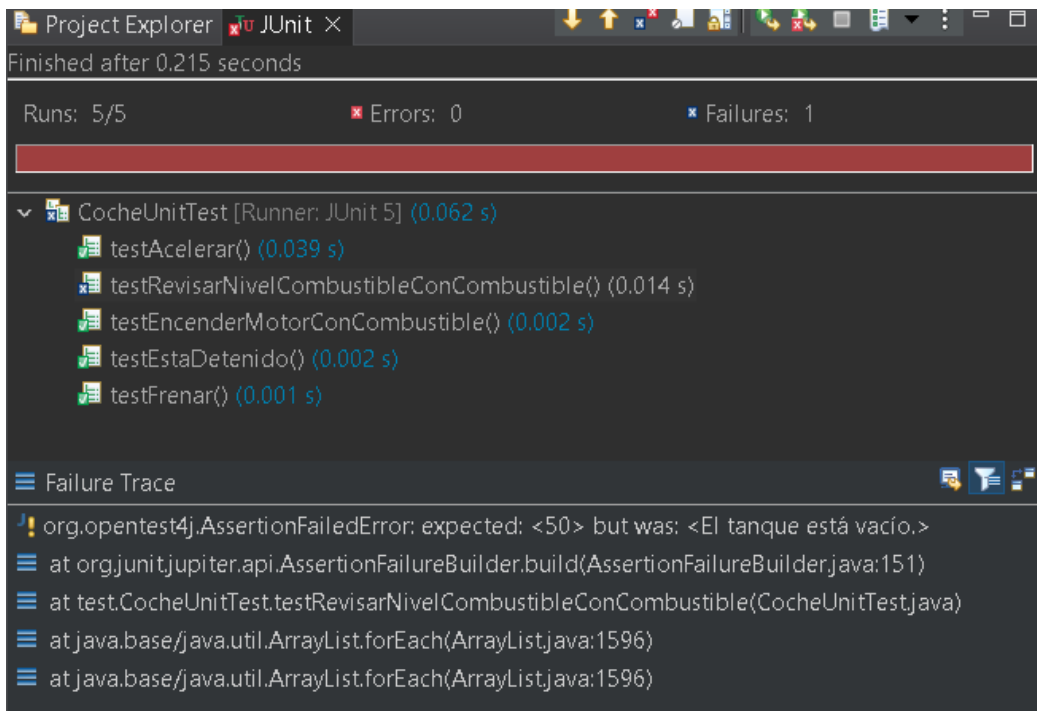 Project Explorer JUnit
Finished after 0.215 seconds
Runs: 5/5 Errors: 0 Failures: 1
CocheUnitTest [Runner: JUnit 5] (0.062 s)
testAcelerar() (0.039 s)
testRevisarNivelCombustibleConCombustible() (0.014 s)
testEncenderMotorConCombustible() (0.002 s)
testEstaDetenido() (0.002 s)
testFrenar() (0.001 s)
Failure Trace
org.opentest4j.AssertionFailedError: expected: <50> but was: <El tanque está vacío.>
at org.junit.jupiter.api.AssertionFailureBuilder.build(AssertionFailureBuilder.java:151)
at test.CocheUnitTest.testRevisarNivelCombustibleConCombustible(CocheUnitTest.java)
at java.base/java.util.ArrayList.forEach(ArrayList.java:1596)
at java.base/java.util.ArrayList.forEach(ArrayList.java:1596)